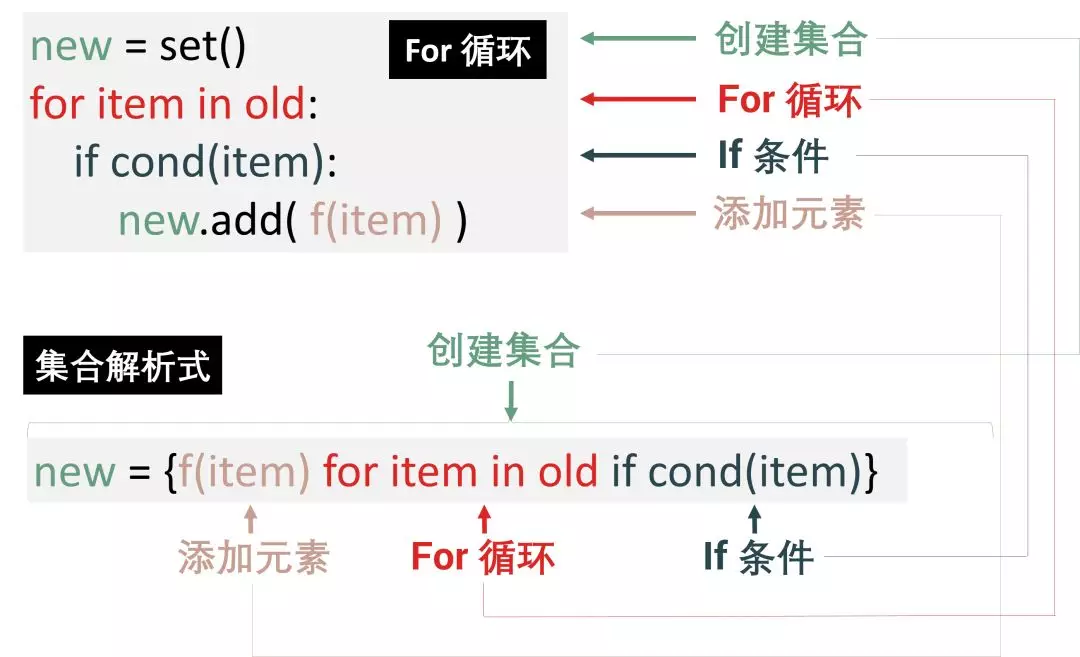 new = set()
For 循环
创建集合
for item in old:
For 循环
if cond(item):
If 条件
new.add( f(item) )
添加元素
创建集合
集合解析式
new = {f(item) for item in old if cond(item)}
添加元素
For 循环
If 条件